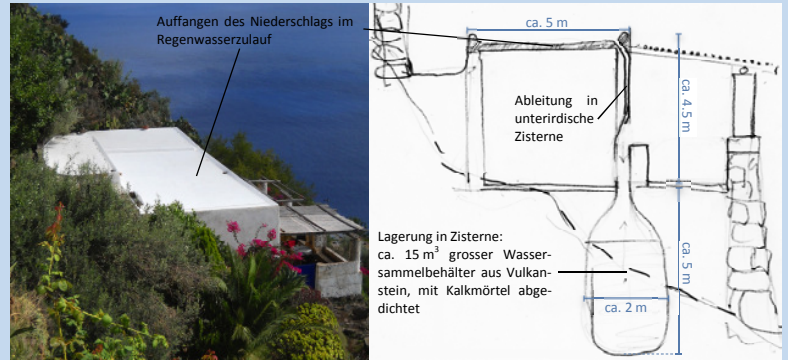 Auffangen des Niederschlags im
Regenwasserzulauf
ca. 5 m
Ableitung in
unterirdische
Zisterne
ca. 4.5 m
Lagerung in Zisterne:
ca. 15 m³ grosser Wasser-
sammelbehälter aus Vulkan-
stein, mit Kalkmörtel abge-
dichtet
ca. 5 m
ca. 2 m